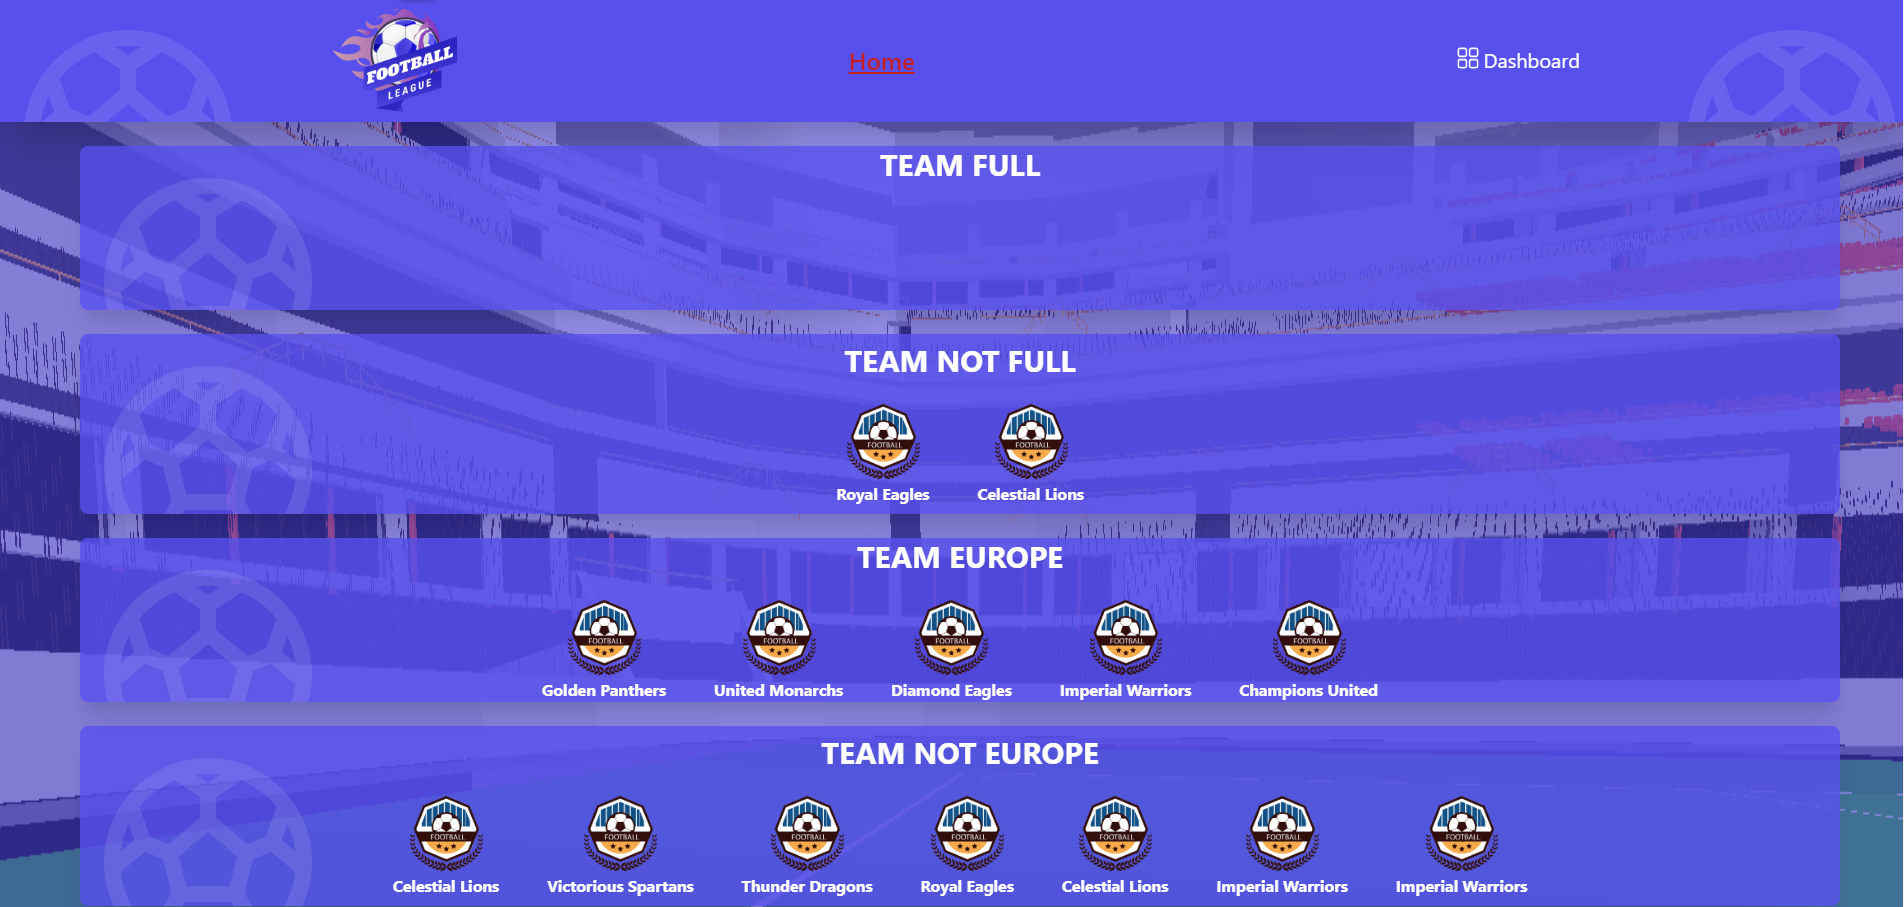 FOOTBALL
LEAGUE
Home
Dashboard
TEAM FULL
TEAM NOT FULL
FOOTBALL FOOTBALL
Royal Eagles Celestial Lions
TEAM EUROPE
FOOTBALL FOOTBALL FOOTBALL FOOTBALL FOOTBALL
Golden Panthers United Monarchs Diamond Eagles Imperial Warriors Champions United
TEAM NOT EUROPE
FOOTBALL FOOTBALL FOOTBALL FOOTBALL FOOTBALL FOOTBALL FOOTBALL
Celestial Lions Victorious Spartans Thunder Dragons Royal Eagles Celestial Lions Imperial Warriors Imperial Warriors